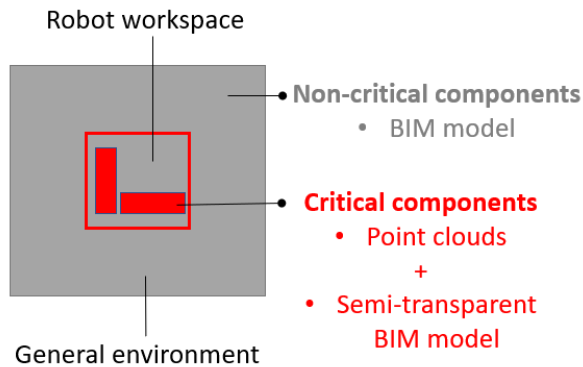 Robot workspace
Non-critical components
• BIM model
Critical components
• Point clouds
+
• Semi-transparent
BIM model
General environment